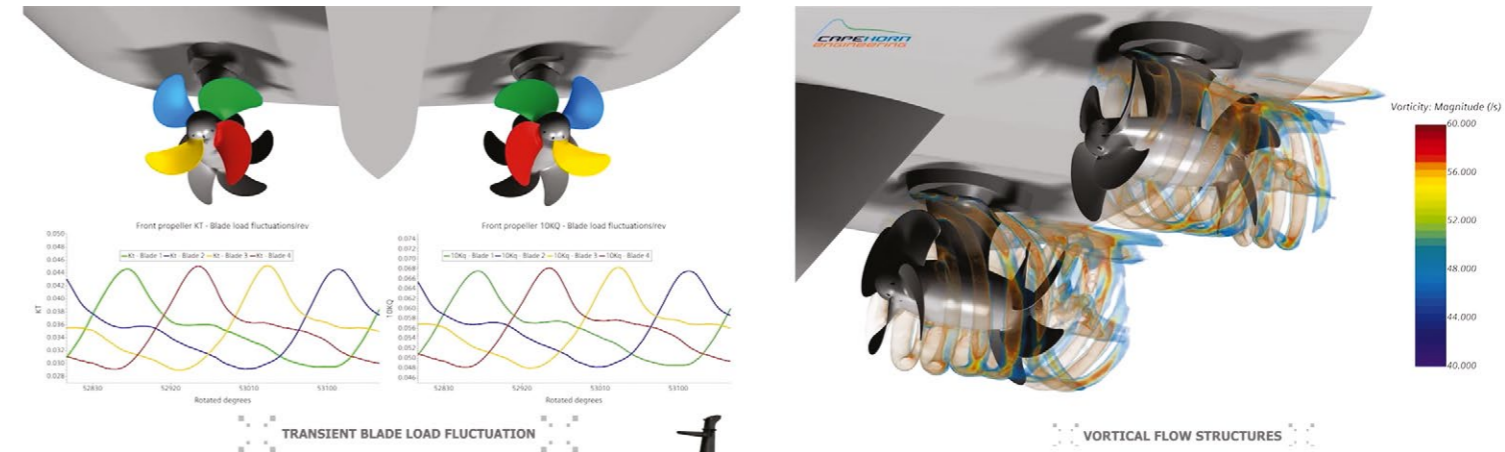 Front propeller KT - Blade load fluctuations/rev
Kt - Blade 1 Kt - Blade 2 Kt - Blade 3 Kt - Blade 4
0.050
0.048
0.046
0.044
0.042
0.040
0.038
0.036
0.034
0.032
0.030
0.028
KT
52830 52920 53010 53100
Rotated degrees
Front propeller 10KQ - Blade load fluctuations/rev
10Kq - Blade 1 10Kq - Blade 2 10Kq - Blade 3 10Kq - Blade 4
0.074
0.072
0.070
0.068
0.066
0.064
0.062
0.060
0.058
0.056
0.054
0.052
0.050
0.048
0.046
10KQ
52830 52920 53010 53100
Rotated degrees
TRANSIENT BLADE LOAD FLUCTUATION
CAPEHORN
engineering
Vorticity: Magnitude (/s)
60.000
56.000
52.000
48.000
44.000
40.000
VORTICAL FLOW STRUCTURES